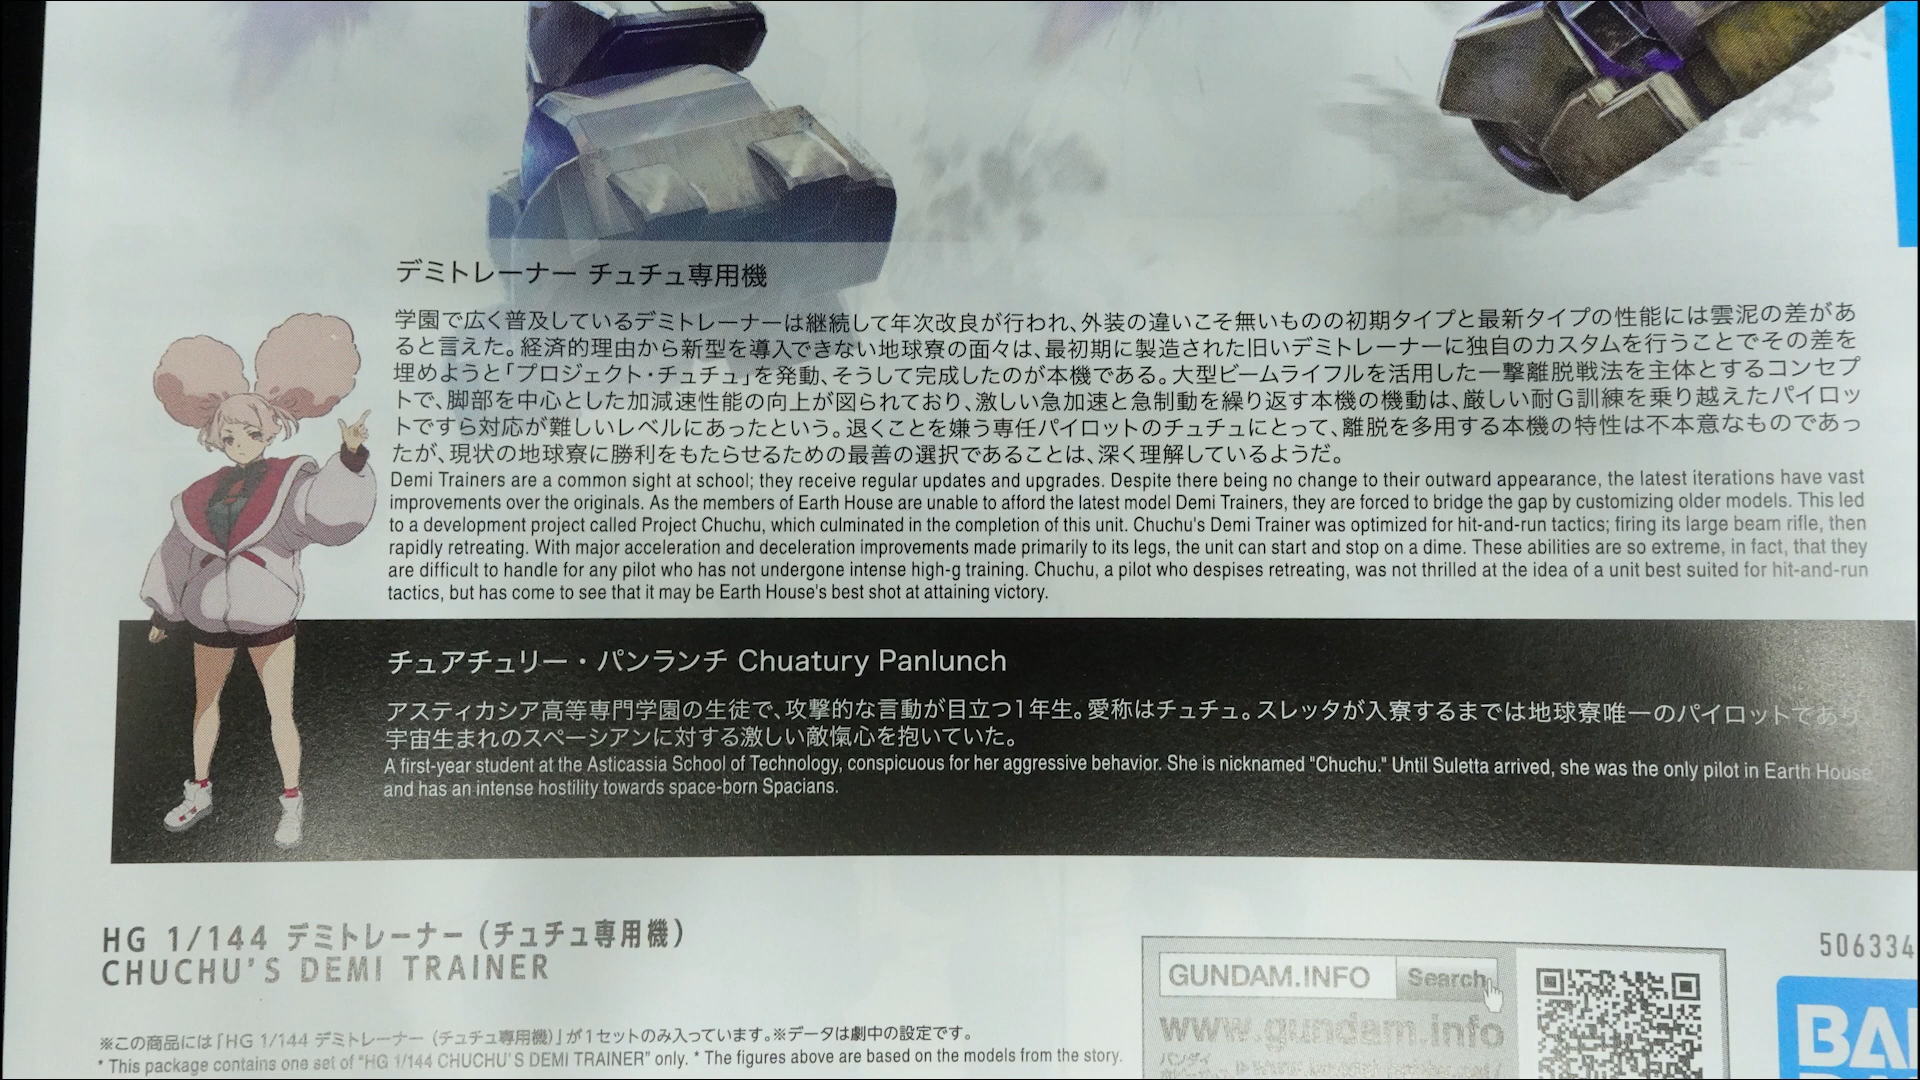 デミトレーナー チュチュ専用機
学園で広く普及しているデミトレーナーは継続して年次改良が行われ、外装の違いこそ無いものの初期タイプと最新タイプの性能には雲泥の差があ
ると言えた。経済的理由から新型を導入できない地球寮の面々は、最初期に製造された旧いデミトレーナーに独自のカスタムを行うことでその差を
埋めようと「プロジェクト・チュチュ」を発動、そうして完成したのが本機である。大型ビームライフルを活用した一撃離脱戦法を主体とするコンセプ
トで、脚部を中心とした加減速性能の向上が図られており、激しい急加速と急制動を繰り返す本機の機動は、厳しい耐G訓練を乗り越えたパイロッ
トですら対応が難しいレベルにあったという。退くことを嫌う専任パイロットのチュチュにとって、離脱を多用する本機の特性は不本意なものであっ
たが、現状の地球寮に勝利をもたらせるための最善の選択であることは、深く理解しているようだ。
Demi Trainers are a common sight at school; they receive regular updates and upgrades. Despite there being no change to their outward appearance, the latest iterations have vast
improvements over the originals. As the members of Earth House are unable to afford the latest model Demi Trainers, they are forced to bridge the gap by customizing older models. This led
to a development project called Project Chuchu, which culminated in the completion of this unit. Chuchu's Demi Trainer was optimized for hit-and-run tactics; firing its large beam rifle, then
rapidly retreating. With major acceleration and deceleration improvements made primarily to its legs, the unit can start and stop on a dime. These abilities are so extreme, in fact, that they
are difficult to handle for any pilot who has not undergone intense high-g training. Chuchu, a pilot who despises retreating, was not thrilled at the idea of a unit best suited for hit-and-run
tactics, but has come to see that it may be Earth House's best shot at attaining victory.
チュアチュリー・パンランチ Chuatury Panlunch
アスティカシア高等専門学園の生徒で、攻撃的な言動が目立つ1年生。愛称はチュチュ。スレッタが入寮するまでは地球寮唯一のパイロットであり、
宇宙生まれのスペーシアンに対する激しい敵愾心を抱いていた。
A first-year student at the Asticassia School of Technology, conspicuous for her aggressive behavior. She is nicknamed "Chuchu." Until Suletta arrived, she was the only pilot in Earth House
and has an intense hostility towards space-born Spacians.
HG 1/144 デミトレーナー（チュチュ専用機）
CHUCHU'S DEMI TRAINER
※この商品には「HG 1/144 デミトレーナー（チュチュ専用機）」が1セットのみ入っています。※データは劇中の設定です。
* This package contains one set of "HG 1/144 CHUCHU'S DEMI TRAINER" only. * The figures above are based on the models from the story.
GUNDAM.INFO Search
www.gundam.info
バンダイ
506334
BA